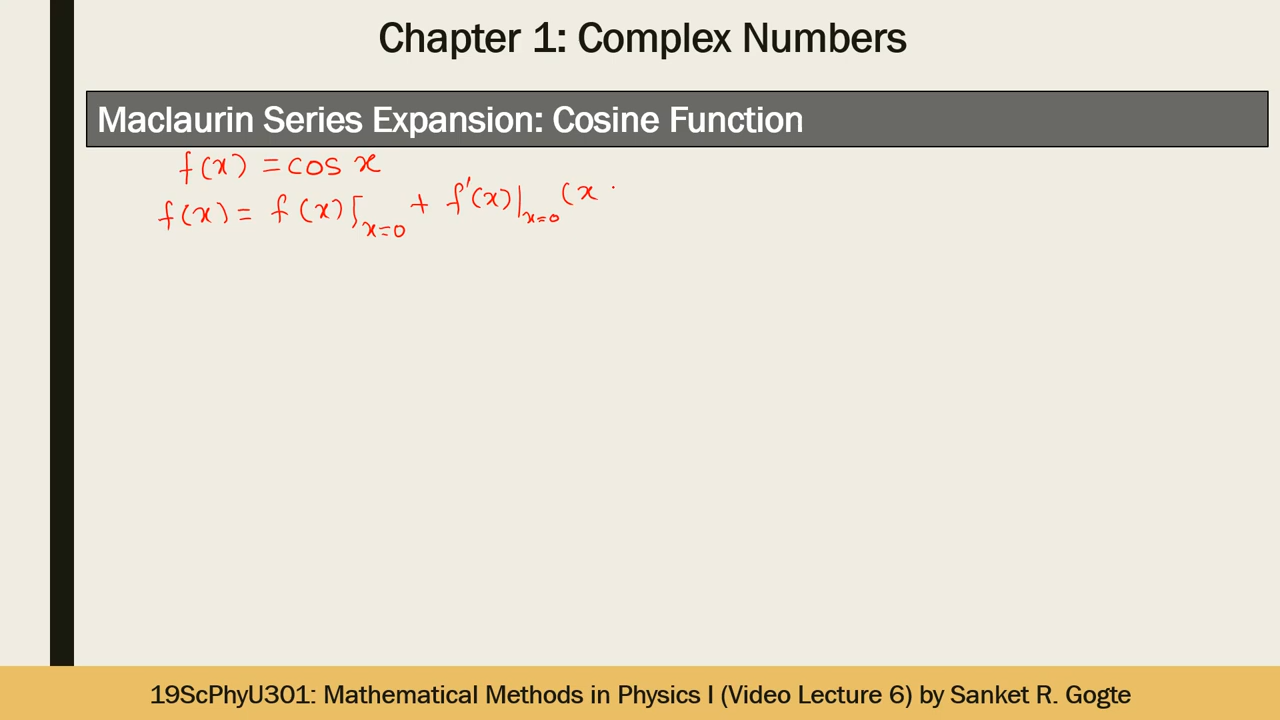 Chapter 1: Complex Numbers
Maclaurin Series Expansion: Cosine Function
f(x) = cos x
f(x) = f(x)|x=0 + f'(x)|x=0 (x
19ScPhyU301: Mathematical Methods in Physics I (Video Lecture 6) by Sanket R. Gogte